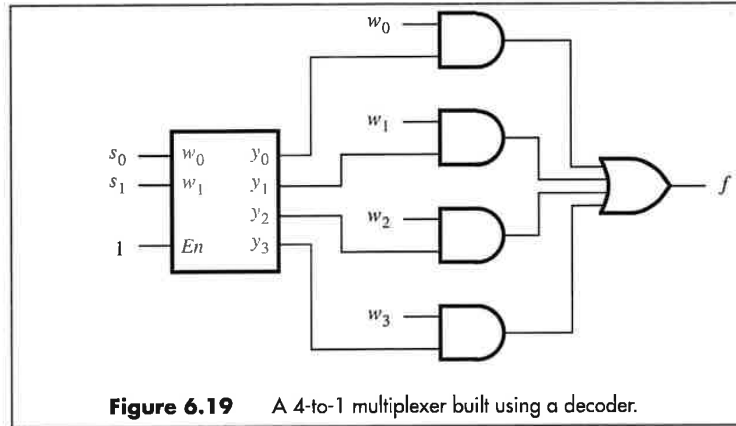 w0
w1
s0 w0 y0
s1 w1 y1
y2
w2
1 En y3
w3
f
Figure 6.19 A 4-to-1 multiplexer built using a decoder.